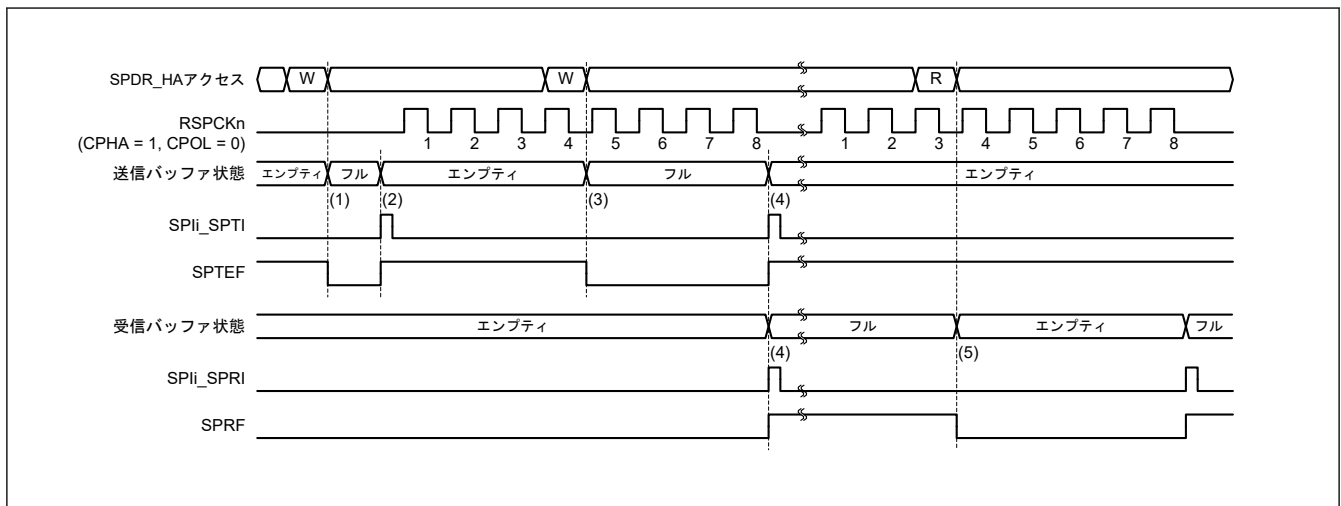 SPDR_HAアクセス W W R
RSPCKn
(CPHA = 1, CPOL = 0)
1 2 3 4 5 6 7 8 1 2 3 4 5 6 7 8
送信バッファ状態 エンプティ フル エンプティ フル エンプティ
(1) (2) (3) (4)
SPIi_SPTI
SPTEF
受信バッファ状態 エンプティ フル エンプティ フル
(4) (5)
SPIi_SPRI
SPRF